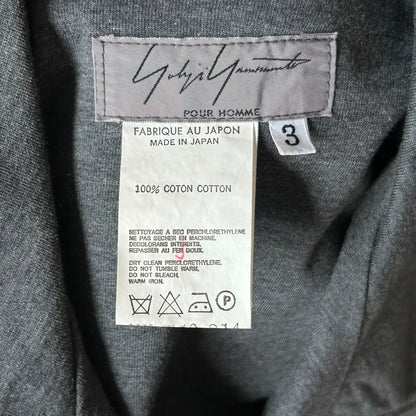 Yohji Yamamoto
POUR HOMME
3
FABRIQUE AU JAPON
MADE IN JAPAN
100% COTON COTTON
NETTOYAGE A SEC PERCHLORETHYLENE
NE PAS SECHER EN MACHINE.
DECOLORANS INTERDITS.
REPASSER AU FER DOUX.
DRY CLEAN PERCLORETHYLENE.
DO NOT TUMBLE WARM.
DO NOT BLEACH.
WARM IRON.
P